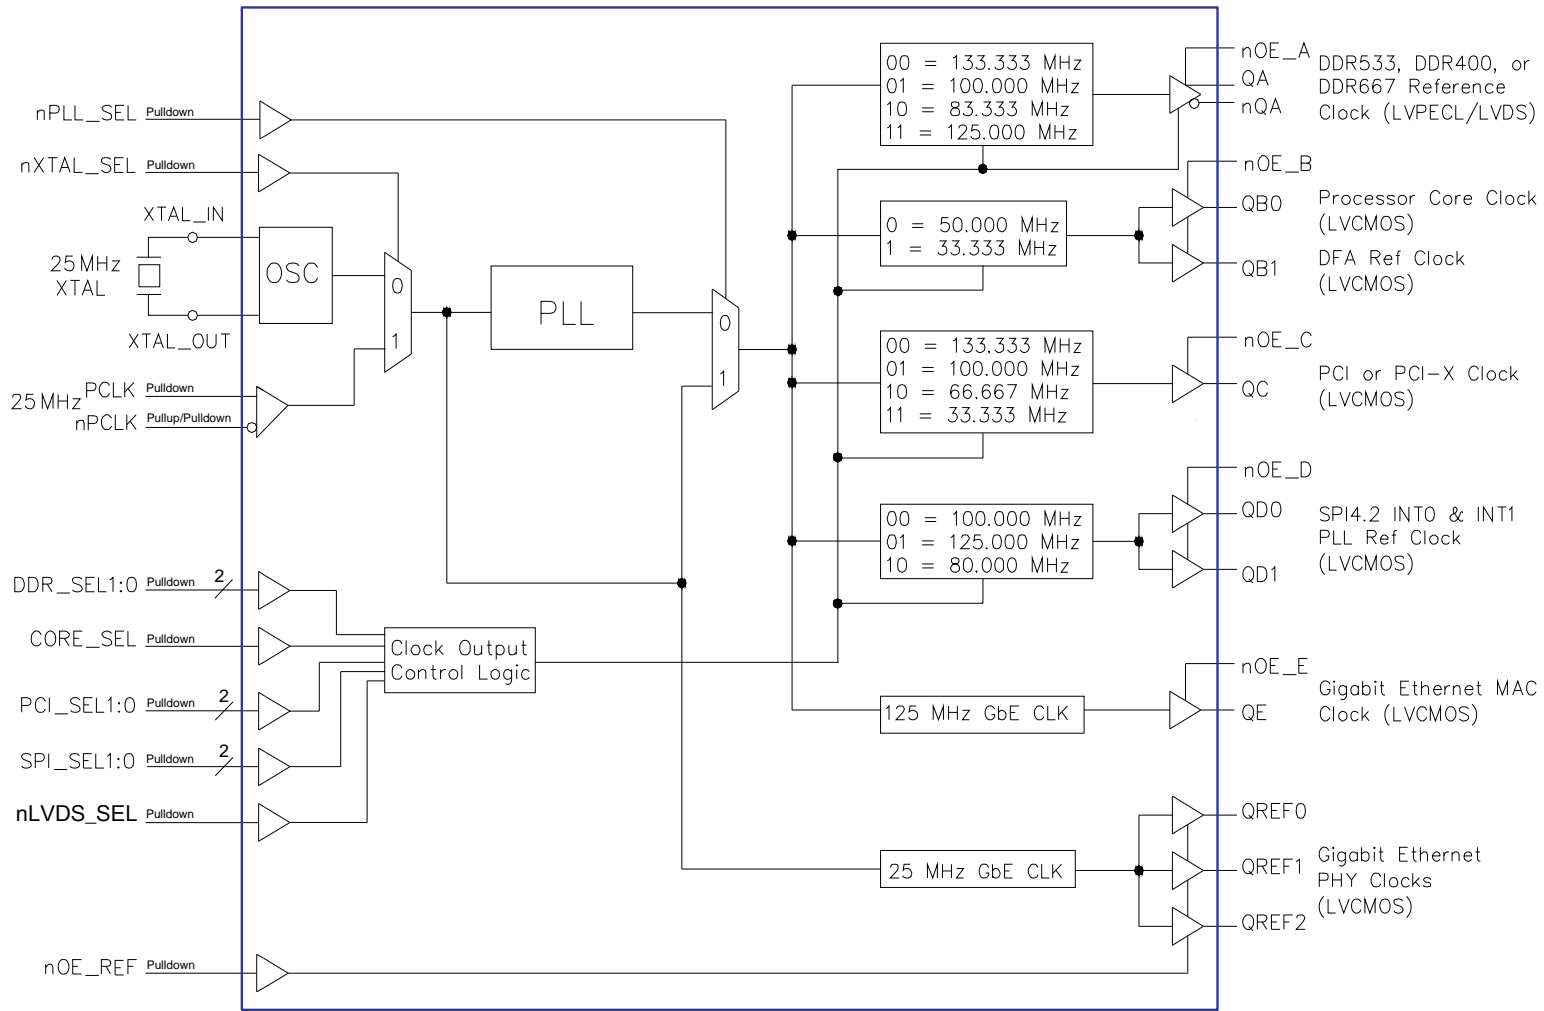 nPLL_SEL Pulldown
nXTAL_SEL Pulldown
XTAL_IN
25 MHz
XTAL
XTAL_OUT
OSC
0
1
PLL
0
1
25 MHz
PCLK Pulldown
nPCLK Pullup/Pulldown
DDR_SEL1:0 Pulldown 2
CORE_SEL Pulldown
PCI_SEL1:0 Pulldown 2
SPI_SEL1:0 Pulldown 2
nLVDS_SEL Pulldown
nOE_REF Pulldown
Clock Output
Control Logic
00 = 133.333 MHz
01 = 100.000 MHz
10 = 83.333 MHz
11 = 125.000 MHz
nOE_A
QA
nQA
DDR533, DDR400, or
DDR667 Reference
Clock (LVPECL/LVDS)
0 = 50.000 MHz
1 = 33.333 MHz
nOE_B
QB0
QB1
Processor Core Clock
(LVCMOS)
DFA Ref Clock
(LVCMOS)
00 = 133.333 MHz
01 = 100.000 MHz
10 = 66.667 MHz
11 = 33.333 MHz
nOE_C
QC
PCI or PCI-X Clock
(LVCMOS)
00 = 100.000 MHz
01 = 125.000 MHz
10 = 80.000 MHz
nOE_D
QD0
QD1
SPI4.2 INT0 & INT1
PLL Ref Clock
(LVCMOS)
125 MHz GbE CLK
nOE_E
QE
Gigabit Ethernet MAC
Clock (LVCMOS)
25 MHz GbE CLK
QREF0
QREF1
QREF2
Gigabit Ethernet
PHY Clocks
(LVCMOS)